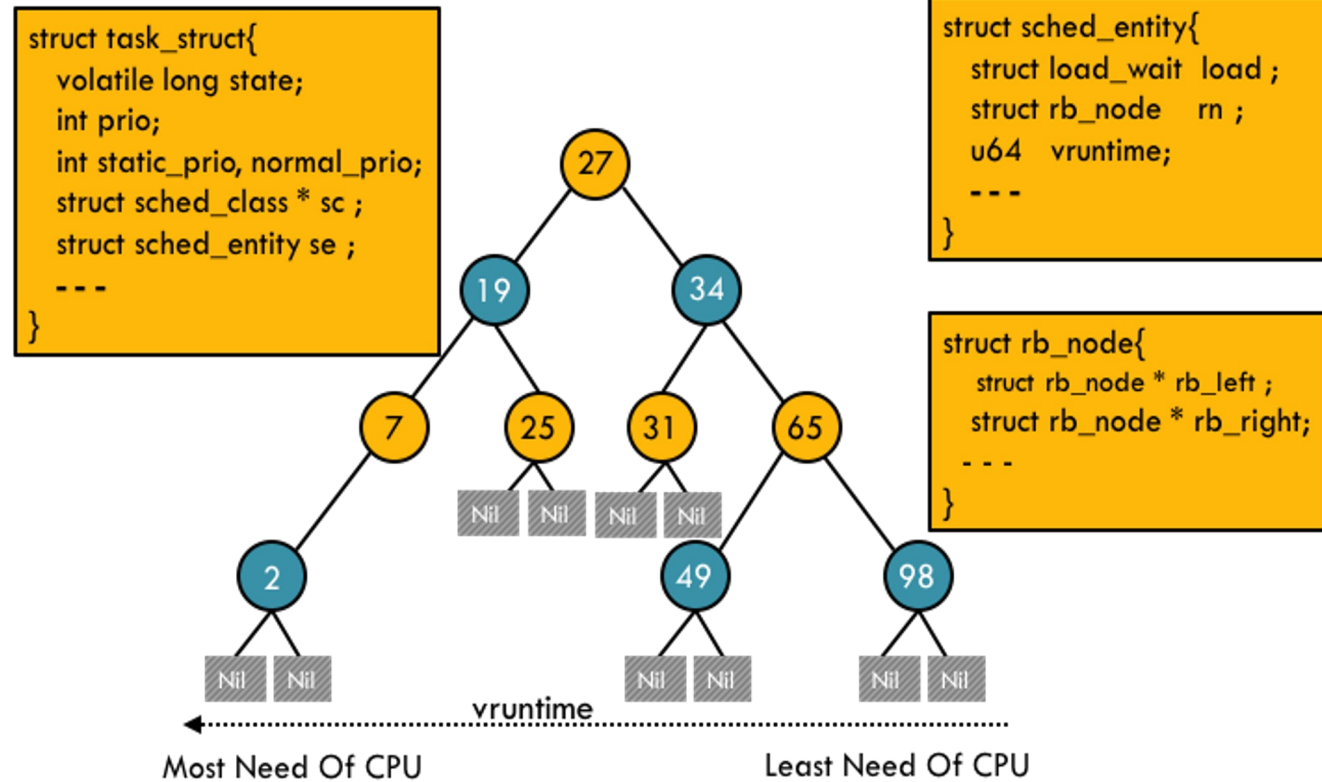 struct task_struct{
volatile long state;
int prio;
int static_prio, normal_prio;
struct sched_class * sc ;
struct sched_entity se ;
---
}
struct sched_entity{
struct load_wait load ;
struct rb_node rn ;
u64 vruntime;
---
}
struct rb_node{
struct rb_node * rb_left ;
struct rb_node * rb_right;
---
}
27
19 34
7 25 31 65
Nil Nil Nil Nil
2 49 98
Nil Nil Nil Nil Nil Nil
vruntime
Most Need Of CPU Least Need Of CPU